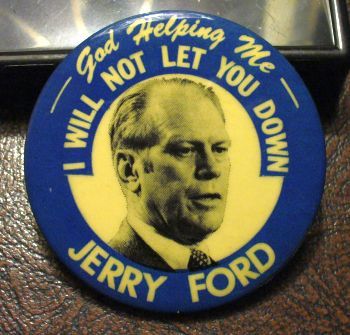 God Helping Me
I WILL NOT LET YOU DOWN
JERRY FORD